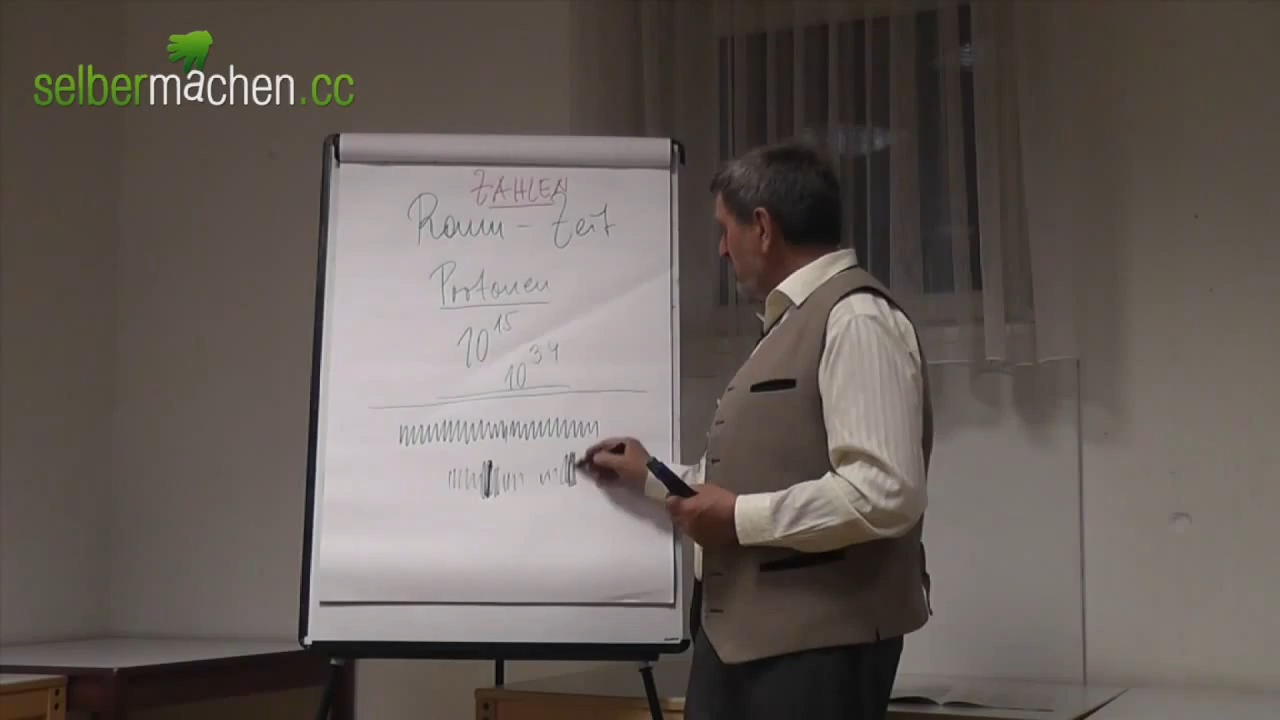 selbermachen.cc
ZAHLEN
Raum - Zeit
Protonen
10^15
10^34